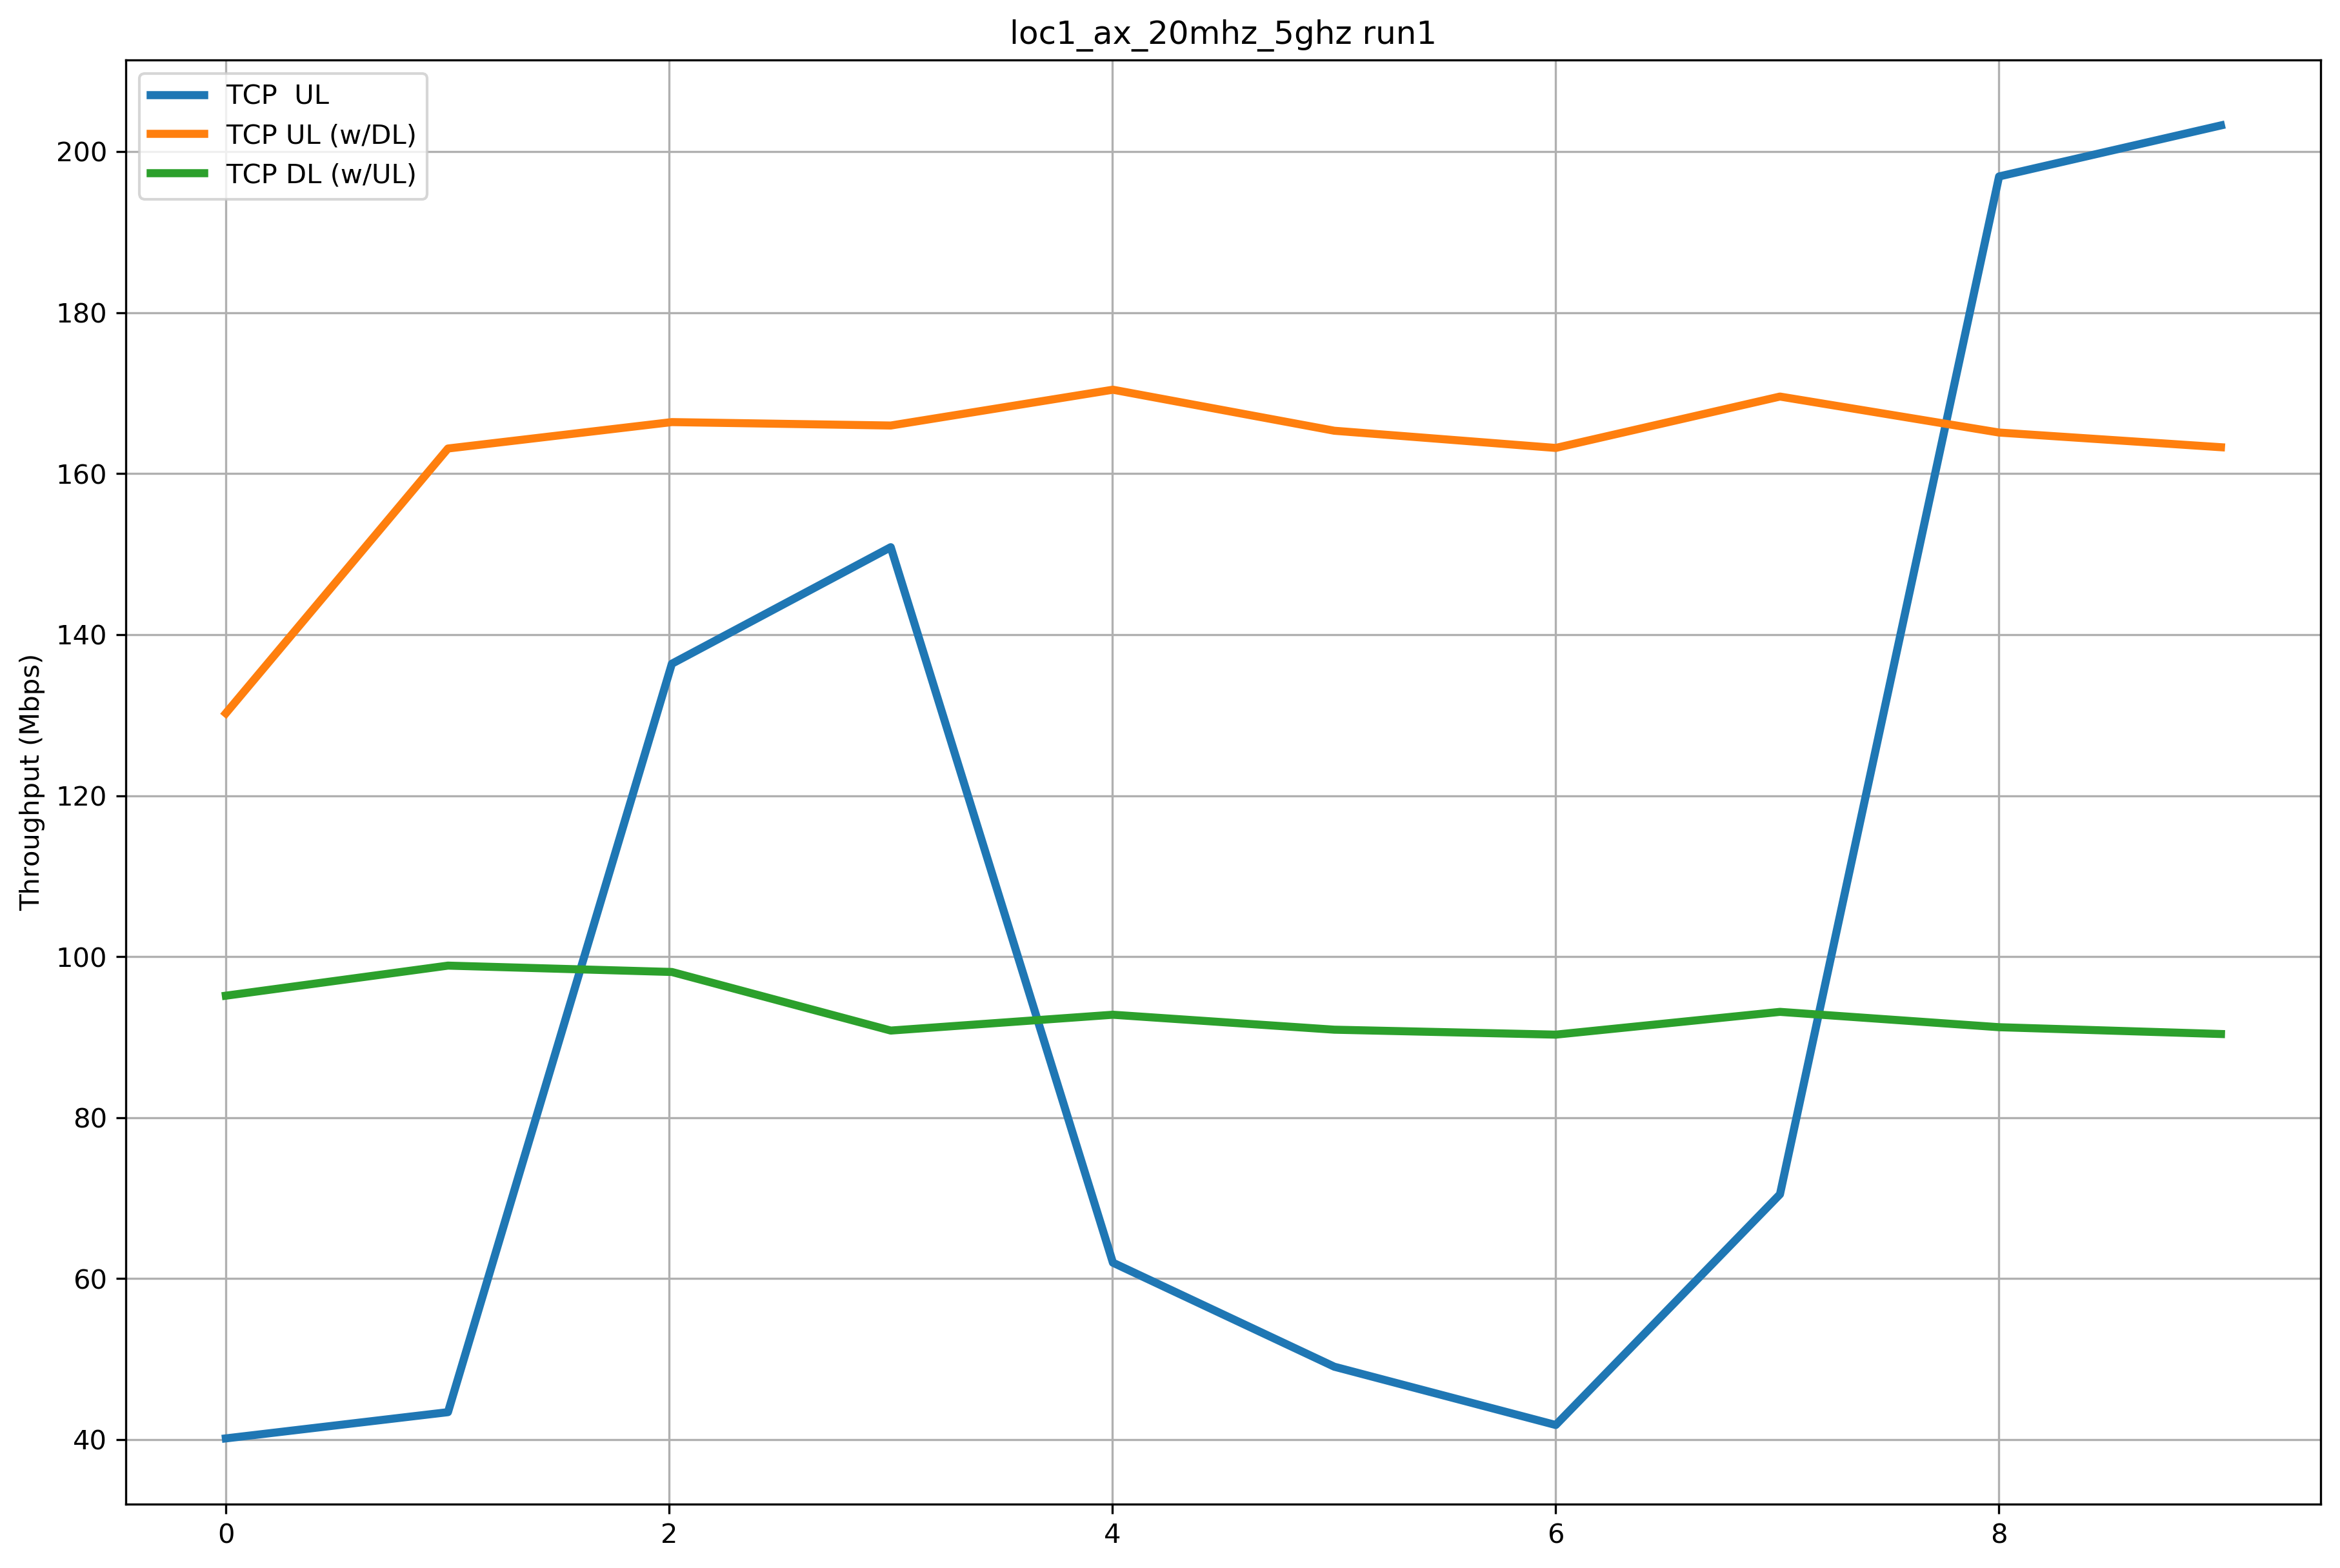 loc1_ax_20mhz_5ghz run1
TCP  UL
TCP UL (w/DL)
TCP DL (w/UL)
Throughput (Mbps)
200
180
160
140
120
100
80
60
40
0 2 4 6 8